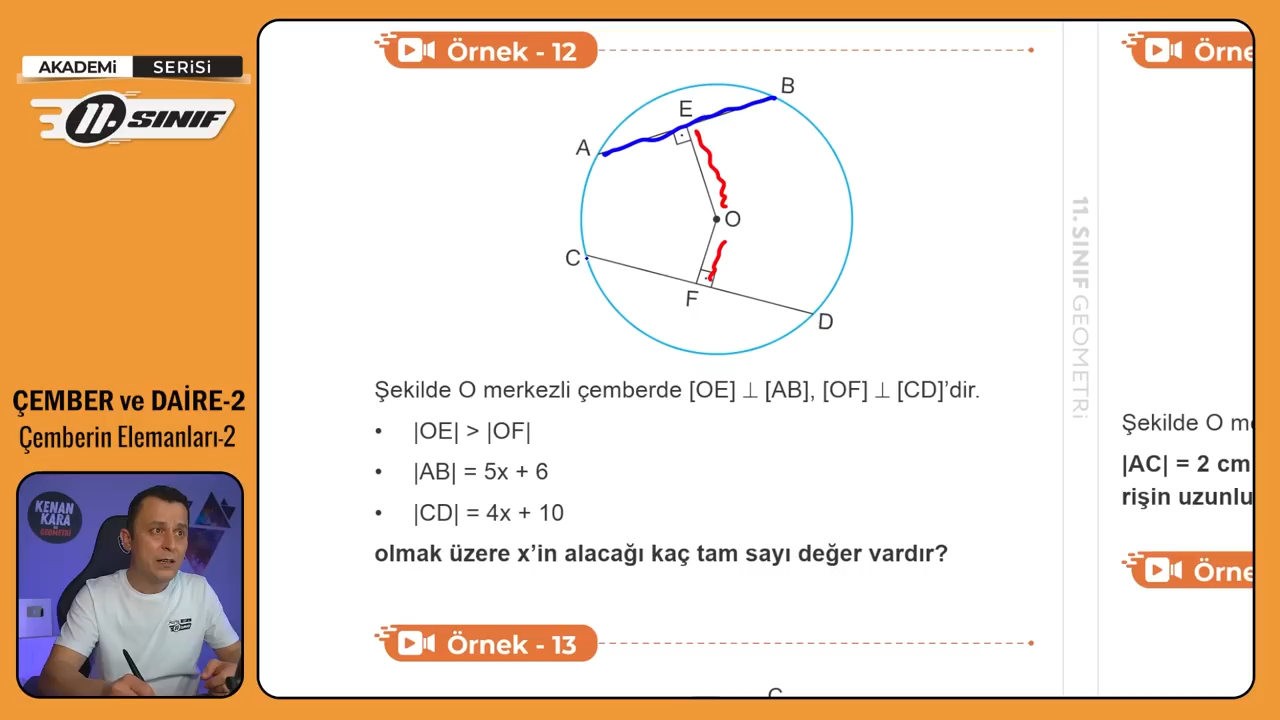 AKADEMİ SERİSİ
11. SINIF
ÇEMBER ve DAİRE-2
Çemberin Elemanları-2
KENAN
KARA
GEOMETRİ
Örnek - 12
B
E
A
O
C
F
D
Şekilde O merkezli çemberde [OE] ⊥ [AB], [OF] ⊥ [CD]’dir.
• |OE| > |OF|
• |AB| = 5x + 6
• |CD| = 4x + 10
olmak üzere x’in alacağı kaç tam sayı değer vardır?
Örnek - 13
C
11. SINIF GEOMETRİ
Örne
Şekilde O me
|AC| = 2 cm
rişin uzunlu
Örne